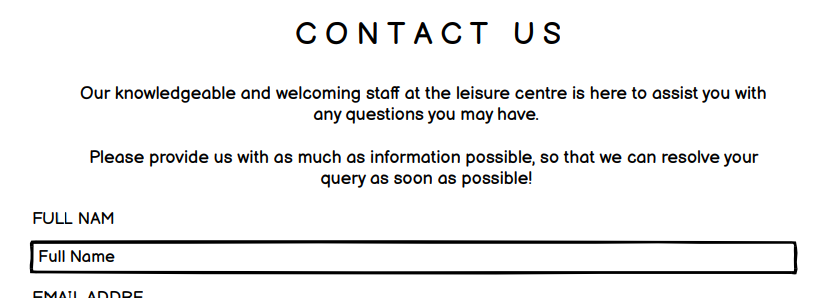 CONTACT US
Our knowledgeable and welcoming staff at the leisure centre is here to assist you with
any questions you may have.
Please provide us with as much as information possible, so that we can resolve your
query as soon as possible!
FULL NAM
Full Name
EMAIL ADDRE